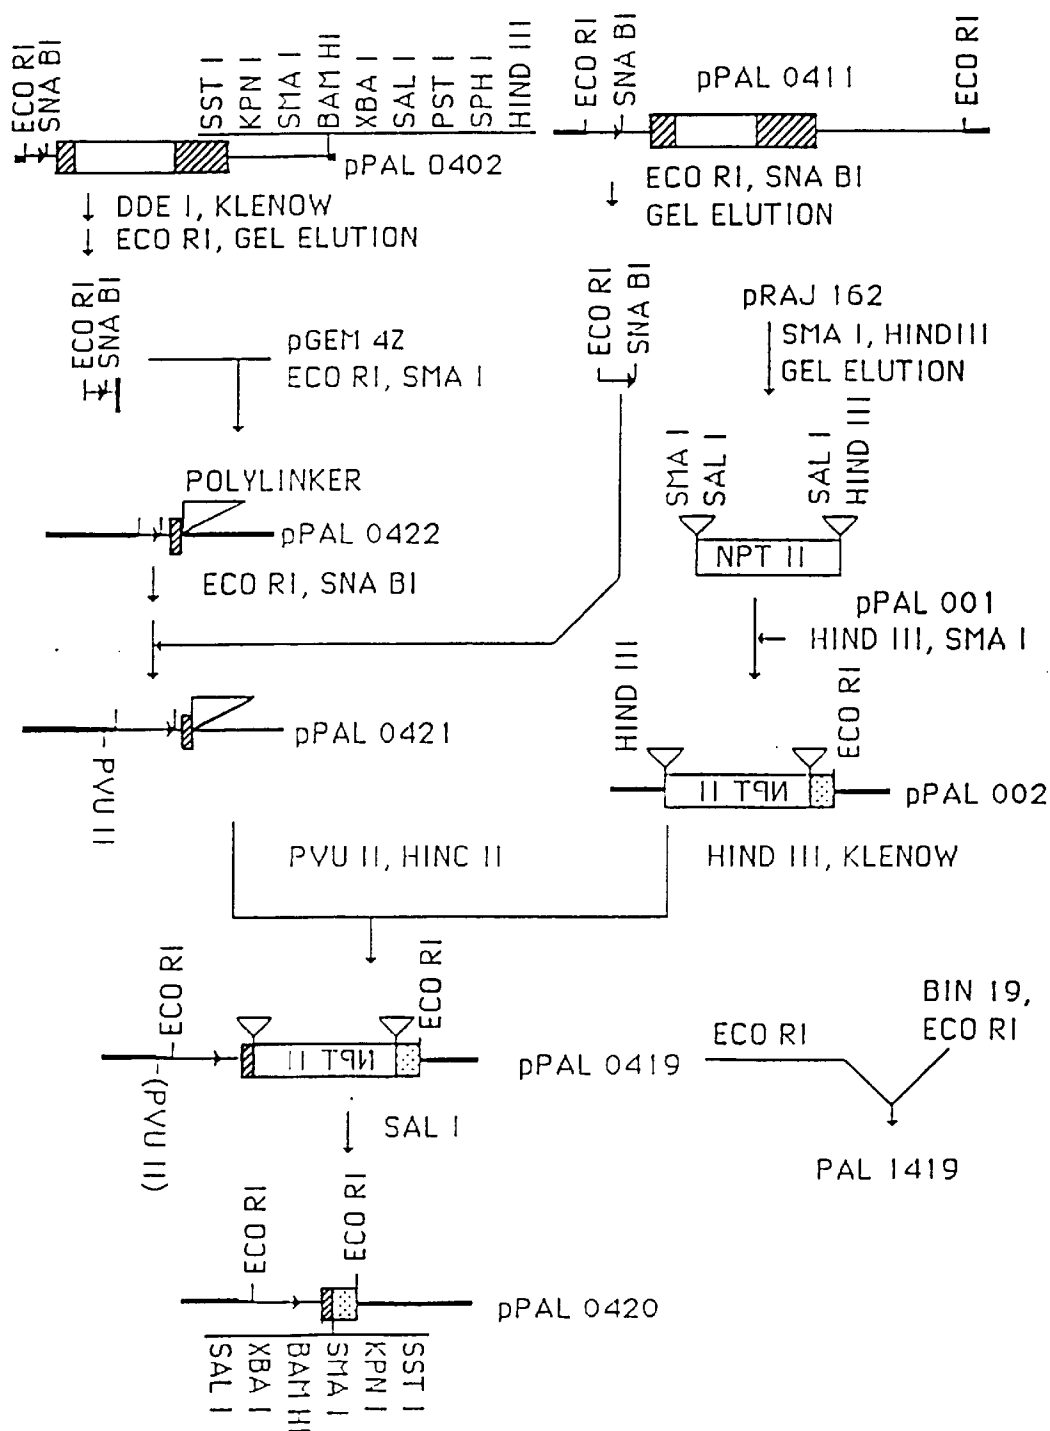 ECO RI
SNA BI
SST I
KPN I
SMA I
BAM HI
XBA I
SAL I
PST I
SPH I
HIND III
pPAL 0402
ECO RI
SNA BI
pPAL 0411
ECO RI
DDE I, KLENOW
ECO RI, GEL ELUTION
ECO RI, SNA BI
GEL ELUTION
ECO RI
SNA BI
pGEM 4Z
ECO RI, SMA I
ECO RI
SNA BI
pRAJ 162
SMA I, HINDIII
GEL ELUTION
POLYLINKER
pPAL 0422
SMA I
SAL I
SAL I
HIND III
NPT II
ECO RI, SNA BI
pPAL 001
HIND III, SMA I
pPAL 0421
PVU II
HIND III
ECO RI
NPT II
pPAL 002
PVU II, HINC II
HIND III, KLENOW
ECO RI
ECO RI
NPT II
(PVU II)
pPAL 0419
ECO RI
BIN 19,
ECO RI
PAL 1419
SAL I
ECO RI
ECO RI
pPAL 0420
SAL I
XBA I
BAM HI
SMA I
KPN I
SST I